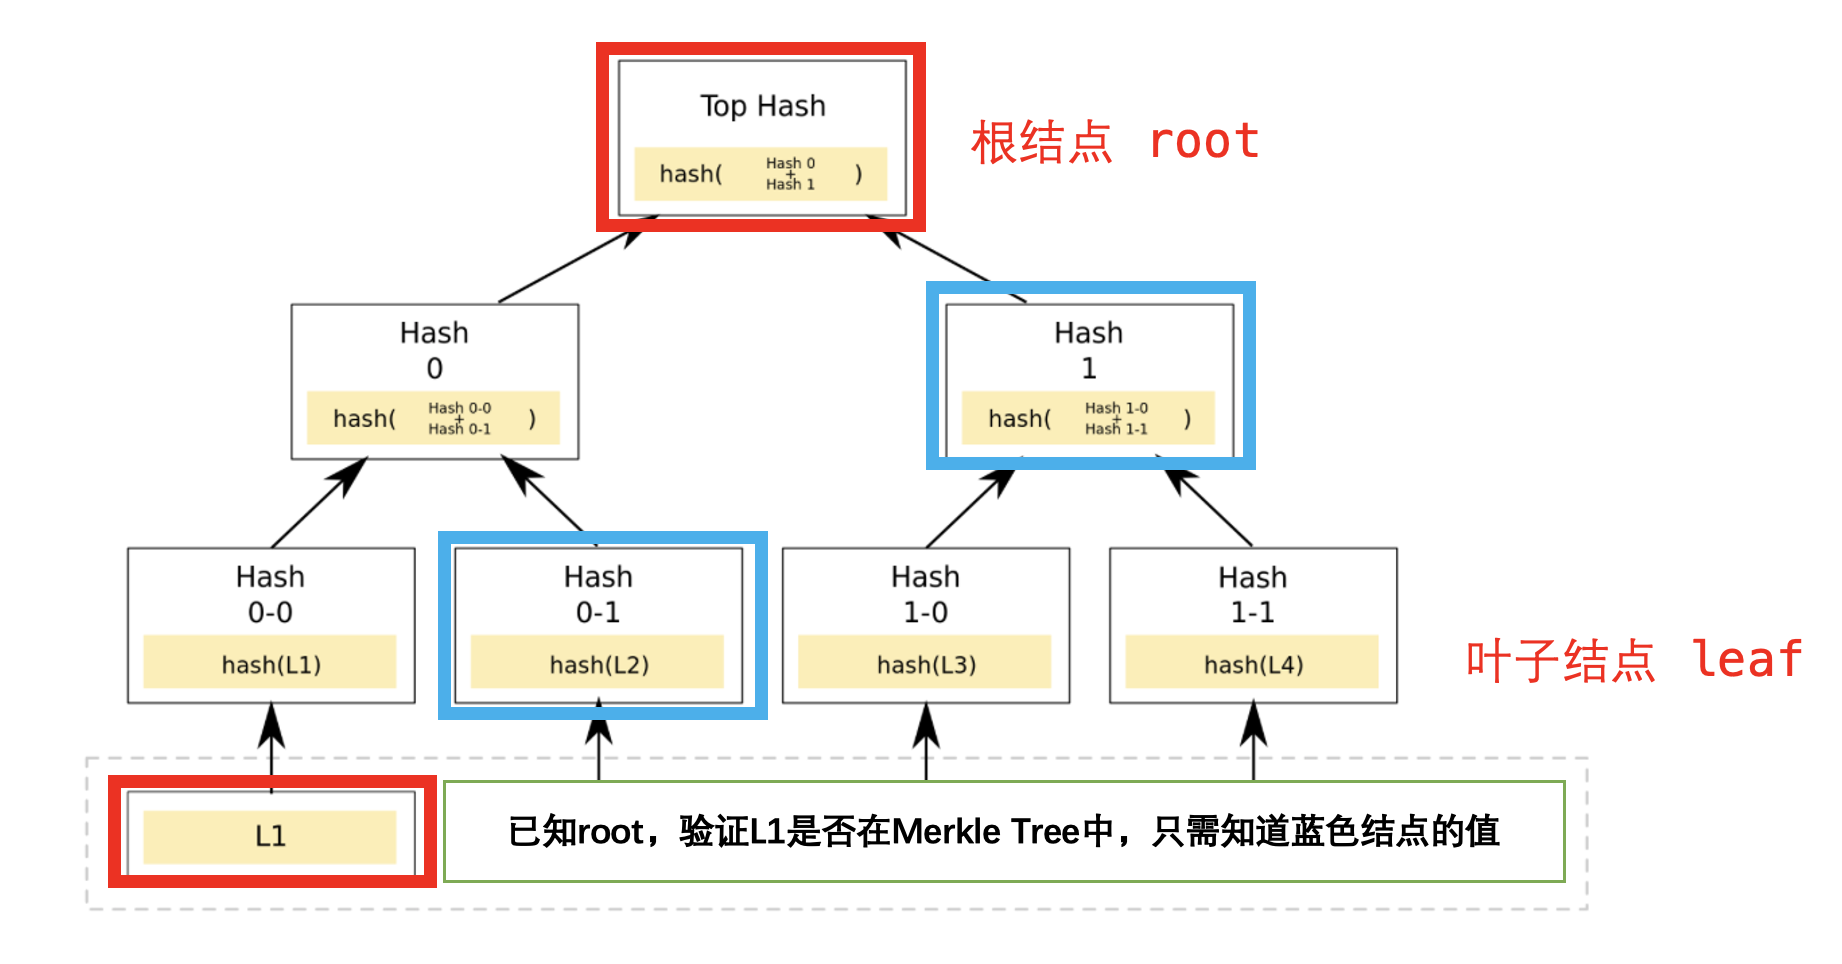 Top Hash
hash( Hash 0 + Hash 1 )
根结点 root
Hash
0
hash( Hash 0-0 + Hash 0-1 )
Hash
1
hash( Hash 1-0 + Hash 1-1 )
Hash
0-0
hash(L1)
Hash
0-1
hash(L2)
Hash
1-0
hash(L3)
Hash
1-1
hash(L4)
叶子结点 leaf
L1
已知root，验证L1是否在Merkle Tree中，只需知道蓝色结点的值